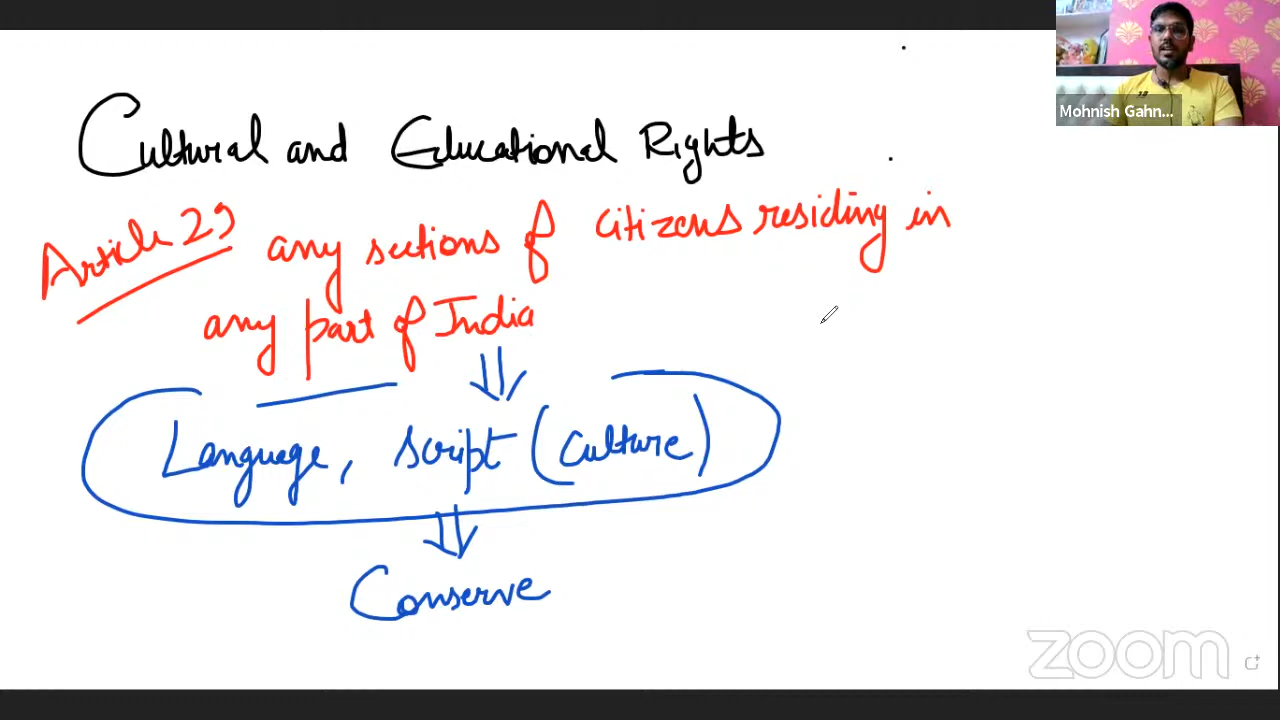 Mohnish Gahn...
Cultural and Educational Rights
Article 29 any sections of citizens residing in
any part of India
Language, script (culture)
Conserve
zoom